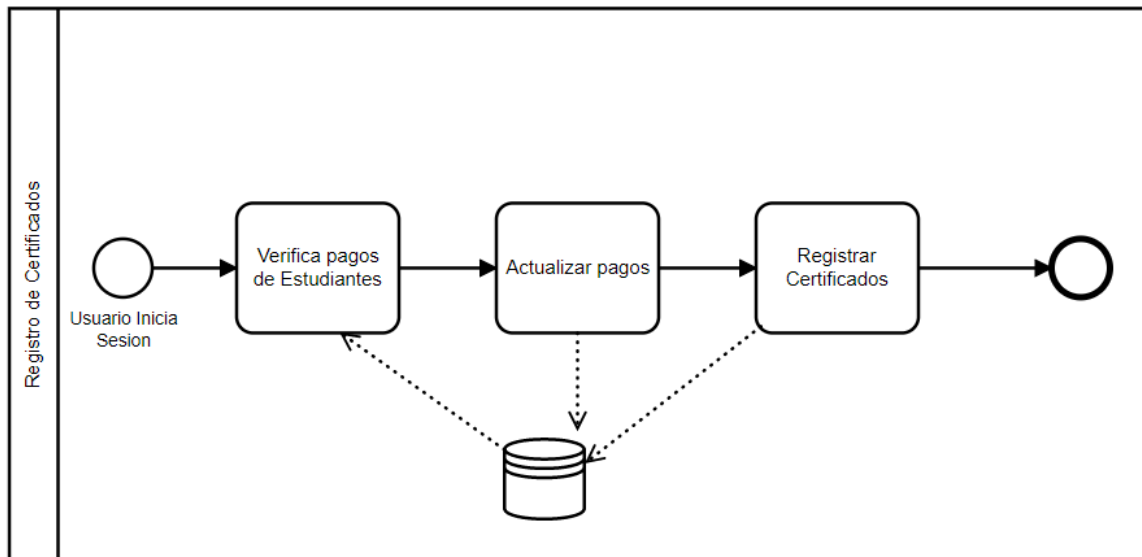 Registro de Certificados
Usuario Inicia
Sesion
Verifica pagos
de Estudiantes
Actualizar pagos
Registrar
Certificados